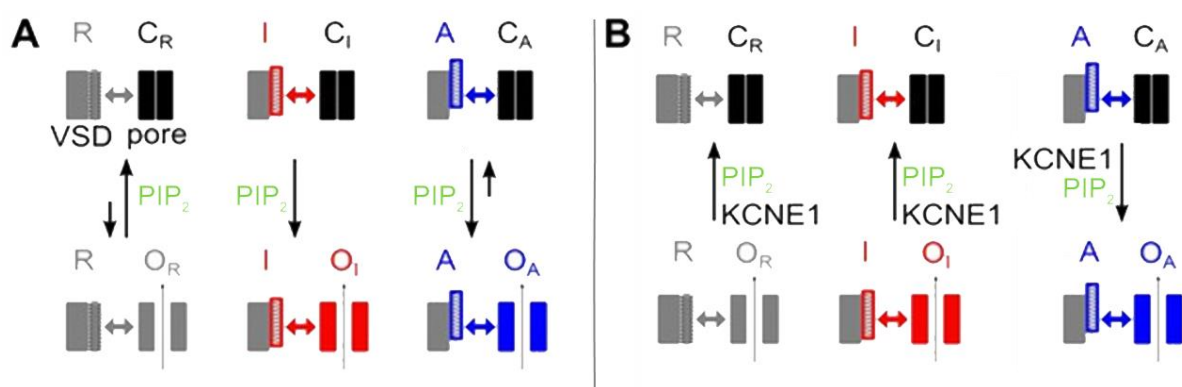 A
R C_R I C_I A C_A
VSD pore
PIP₂ PIP₂ PIP₂
R O_R I O_I A O_A
B
R C_R I C_I A C_A
KCNE1
PIP₂ PIP₂ PIP₂
KCNE1 KCNE1
R O_R I O_I A O_A